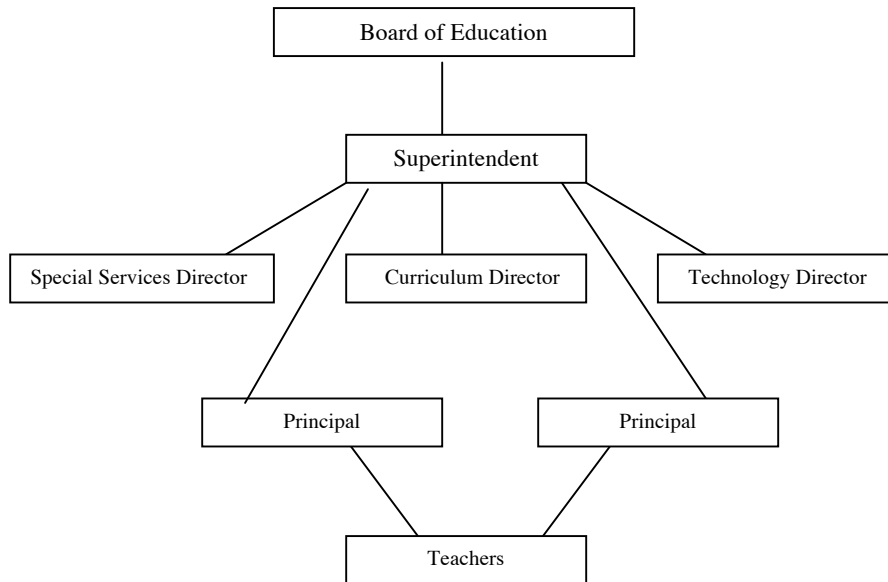 Board of Education
Superintendent
Special Services Director
Curriculum Director
Technology Director
Principal
Principal
Teachers